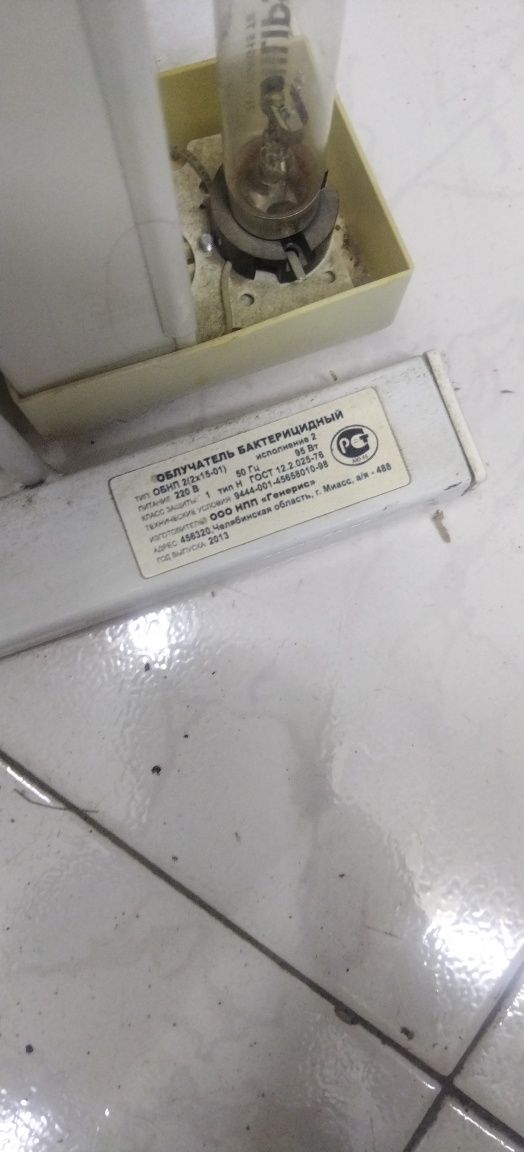 PHILIPS
ОБЛУЧАТЕЛЬ БАКТЕРИЦИДНЫЙ
ТИП: ОБНП 2(2х15-01) исполнение 2
ПИТАНИЕ: 220 В 50 Гц 95 Вт
КЛАСС ЗАЩИТЫ: 1 тип Н ГОСТ 12.2.025-76
ТЕХНИЧЕСКИЕ УСЛОВИЯ 9444-001-45658010-98
ИЗГОТОВИТЕЛЬ: ООО НПП «Генерис»
АДРЕС: 456320, Челябинская область, г. Миасс, а/я - 488
ГОД ВЫПУСКА: 2013